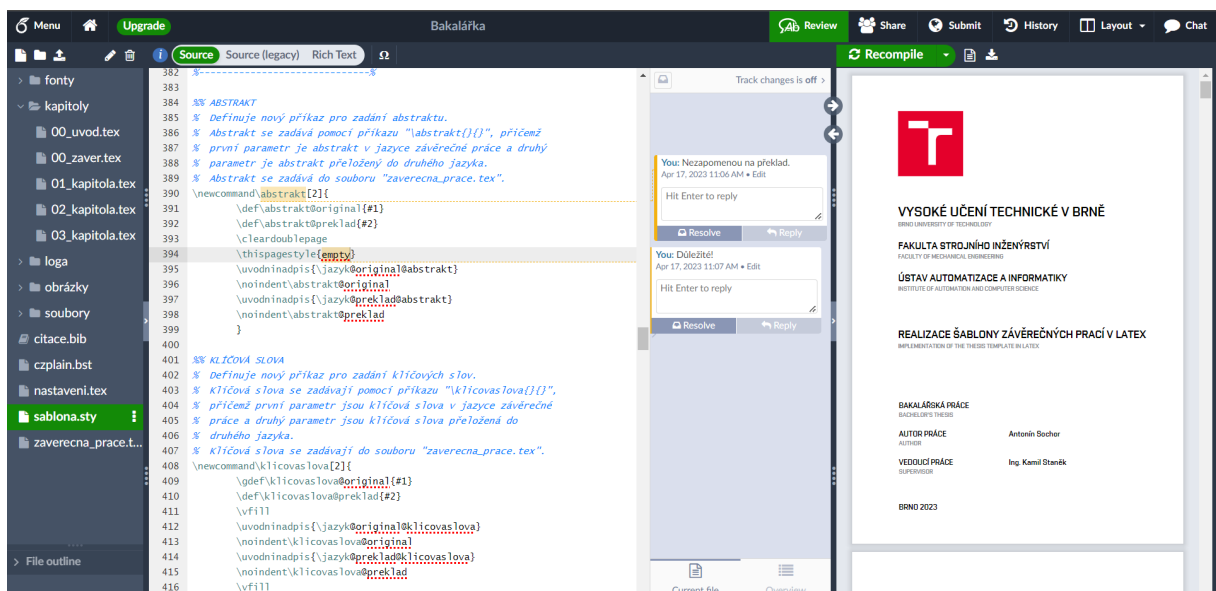 Menu
Upgrade
Bakalářka
Review
Share
Submit
History
Layout
Chat
Source
Source (legacy)
Rich Text
Ω
Recompile
fonty
kapitoly
00_uvod.tex
00_zaver.tex
01_kapitola.tex
02_kapitola.tex
03_kapitola.tex
loga
obrázky
soubory
citace.bib
czplain.bst
nastaveni.tex
sablona.sty
zaverecna_prace.t...
File outline
382 %------------------------------%
383
384 %% ABSTRAKT
385 % Definuje nový příkaz pro zadání abstraktu.
386 % Abstrakt se zadává pomocí příkazu "\abstrakt{}{}", přičemž
387 % první parametr je abstrakt v jazyce závěrečné práce a druhý
388 % parametr je abstrakt přeložený do druhého jazyka.
389 % Abstrakt se zadává do souboru "zaverecna_prace.tex".
390 \newcommand\abstrakt[2]{
391 \def\abstrakt@original{#1}
392 \def\abstrakt@preklad{#2}
393 \cleardoublepage
394 \thispagestyle{empty}
395 \uvodninadpis{\jazyk@original@abstrakt}
396 \noindent\abstrakt@original
397 \uvodninadpis{\jazyk@preklad@abstrakt}
398 \noindent\abstrakt@preklad
399 }
400
401 %% KLÍČOVÁ SLOVA
402 % Definuje nový příkaz pro zadání klíčových slov.
403 % Klíčová slova se zadávají pomocí příkazu "\klicovaslova{}{}",
404 % přičemž první parametr jsou klíčová slova v jazyce závěrečné
405 % práce a druhý parametr jsou klíčová slova přeložená do
406 % druhého jazyka.
407 % Klíčová slova se zadávají do souboru "zaverecna_prace.tex".
408 \newcommand\klicovaslova[2]{
409 \gdef\klicovaslova@original{#1}
410 \def\klicovaslova@preklad{#2}
411 \vfill
412 \uvodninadpis{\jazyk@original@klicovaslova}
413 \noindent\klicovaslova@original
414 \uvodninadpis{\jazyk@preklad@klicovaslova}
415 \noindent\klicovaslova@preklad
416 \vfill
Track changes is off
You: Nezapomenou na překlad.
Apr 17, 2023 11:06 AM • Edit
Hit Enter to reply
Resolve
Reply
You: Důležité!
Apr 17, 2023 11:07 AM • Edit
Hit Enter to reply
Resolve
Reply
Current file
Overview
VYSOKÉ UČENÍ TECHNICKÉ V BRNĚ
BRNO UNIVERSITY OF TECHNOLOGY
FAKULTA STROJNÍHO INŽENÝRSTVÍ
FACULTY OF MECHANICAL ENGINEERING
ÚSTAV AUTOMATIZACE A INFORMATIKY
INSTITUTE OF AUTOMATION AND COMPUTER SCIENCE
REALIZACE ŠABLONY ZÁVĚREČNÝCH PRACÍ V LATEX
IMPLEMENTATION OF THE THESIS TEMPLATE IN LATEX
BAKALÁŘSKÁ PRÁCE
BACHELOR'S THESIS
AUTOR PRÁCE Antonín Sochor
AUTHOR
VEDOUCÍ PRÁCE Ing. Kamil Staněk
SUPERVISOR
BRNO 2023